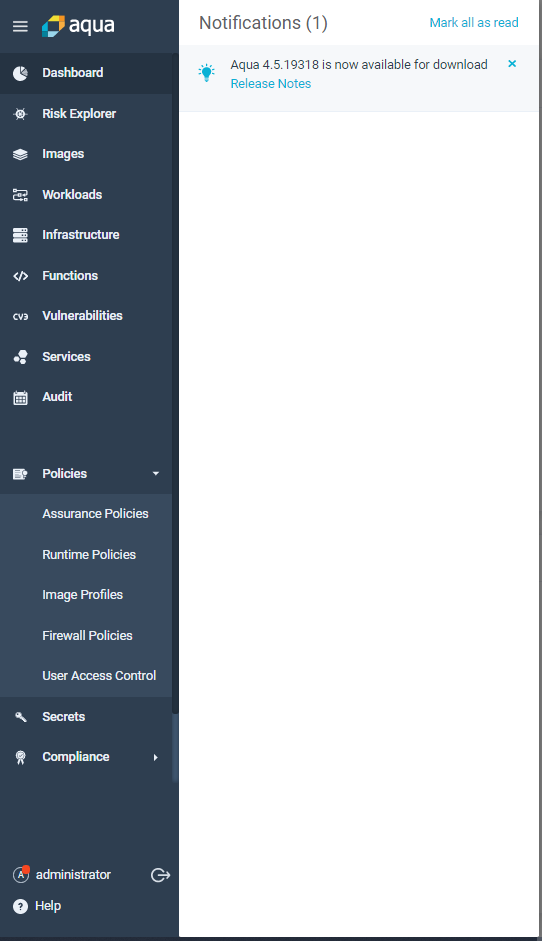 aqua
Dashboard
Risk Explorer
Images
Workloads
Infrastructure
Functions
CVE
Vulnerabilities
Services
Audit
Policies
Assurance Policies
Runtime Policies
Image Profiles
Firewall Policies
User Access Control
Secrets
Compliance
A
administrator
?
Help
Notifications (1)
Mark all as read
Aqua 4.5.19318 is now available for download
Release Notes